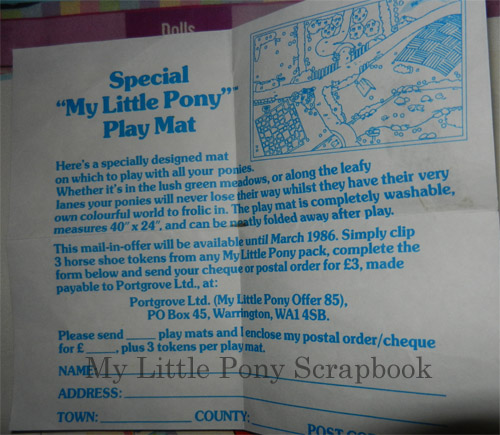 Dolls
Special
"My Little Pony"™
Play Mat
Here's a specially designed mat
on which to play with all your ponies.
Whether it's in the lush green meadows, or along the leafy
lanes your ponies will never lose their way whilst they have their very
own colourful world to frolic in. The play mat is completely washable,
measures 40" x 24", and can be neatly folded away after play.
This mail-in-offer will be available until March 1986. Simply clip
3 horse shoe tokens from any My Little Pony pack, complete the
form below and send your cheque or postal order for £3, made
payable to Portgrove Ltd., at:
Portgrove Ltd. (My Little Pony Offer 85),
PO Box 45, Warrington, WA1 4SB.
Please send _____ play mats and I enclose my postal order/cheque
for £_____, plus 3 tokens per play mat.
NAME:
My Little Pony Scrapbook
ADDRESS:
TOWN: COUNTY:
POST CO